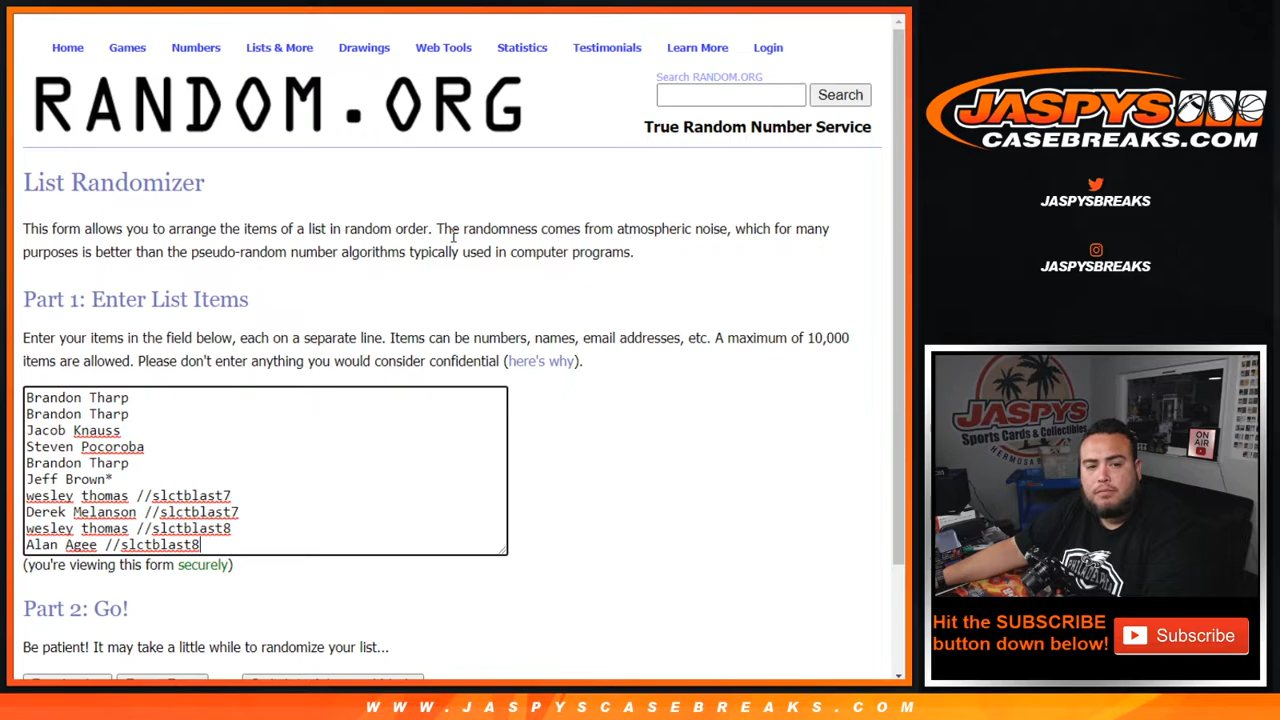 Home Games Numbers Lists & More Drawings Web Tools Statistics Testimonials Learn More Login
RANDOM.ORG
Search RANDOM.ORG
Search
True Random Number Service
List Randomizer
This form allows you to arrange the items of a list in random order. The randomness comes from atmospheric noise, which for many
purposes is better than the pseudo-random number algorithms typically used in computer programs.
Part 1: Enter List Items
Enter your items in the field below, each on a separate line. Items can be numbers, names, email addresses, etc. A maximum of 10,000
items are allowed. Please don't enter anything you would consider confidential (here's why).
Brandon Tharp
Brandon Tharp
Jacob Knauss
Steven Pocoroba
Brandon Tharp
Jeff Brown*
wesley thomas //slctblast7
Derek Melanson //slctblast7
wesley thomas //slctblast8
Alan Agee //slctblast8
(you're viewing this form securely)
Part 2: Go!
Be patient! It may take a little while to randomize your list...
JASPYS
CASEBREAKS.COM
JASPYSBREAKS
JASPYSBREAKS
JASPYS
Sports Cards & Collectibles
HERMOSA
ON
AIR
PHILADELPHIA
Hit the SUBSCRIBE
button down below!
Subscribe
WWW.JASPYSCASEBREAKS.COM